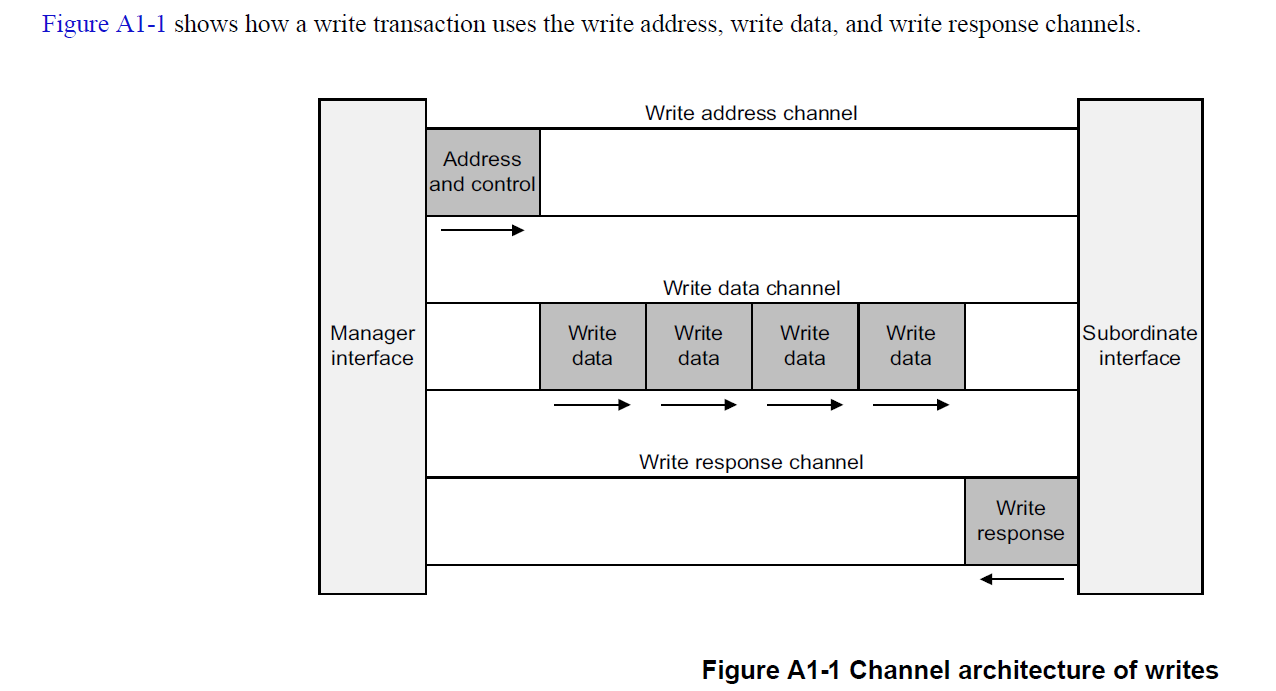 Figure A1-1 shows how a write transaction uses the write address, write data, and write response channels.
Write address channel
Address
and control
Write data channel
Manager
interface
Write
data
Write
data
Write
data
Write
data
Subordinate
interface
Write response channel
Write
response
Figure A1-1 Channel architecture of writes